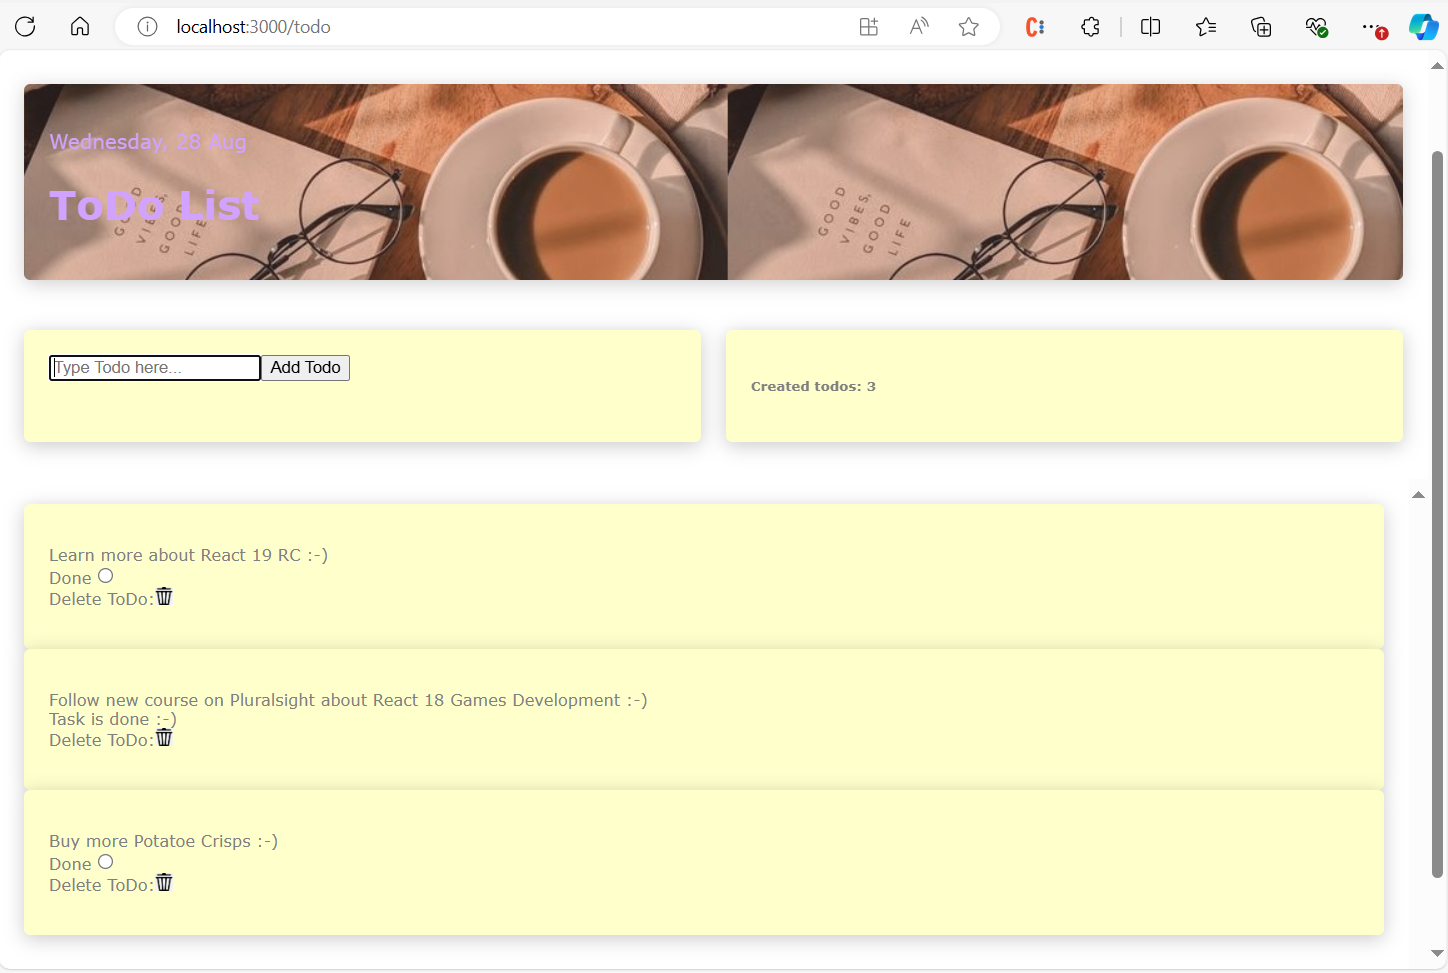 localhost:3000/todo
Wednesday, 28 Aug
ToDo List
GOOD
VIBES,
GOOD
LIFE
GOOD
VIBES,
GOOD
LIFE
Type Todo here...
Add Todo
Created todos: 3
Learn more about React 19 RC :-)
Done
Delete ToDo:
Follow new course on Pluralsight about React 18 Games Development :-)
Task is done :-)
Delete ToDo:
Buy more Potatoe Crisps :-)
Done
Delete ToDo: